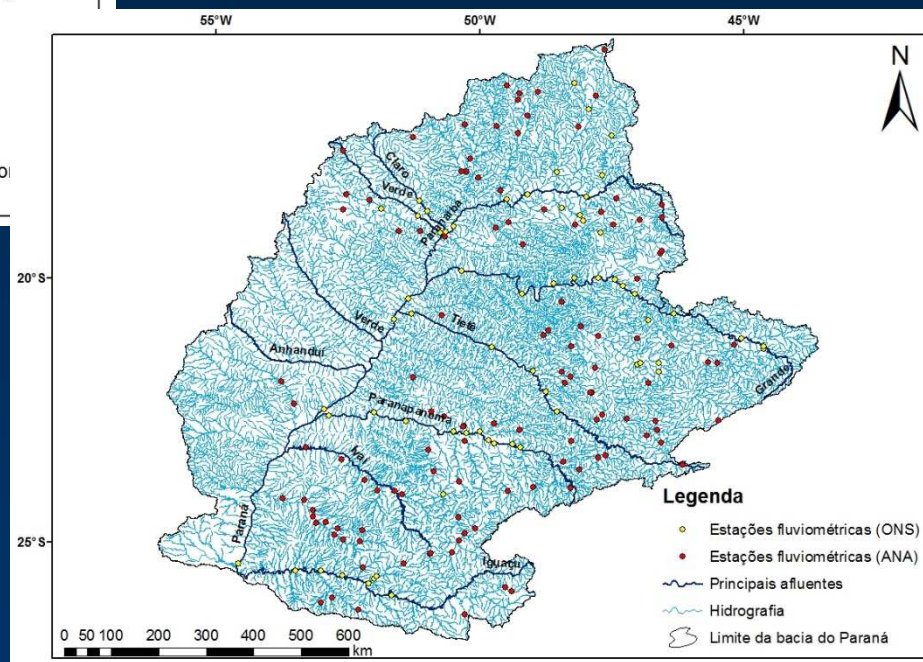 55°W 50°W 45°W
N
Claro
Verde
Paranaíba
20°S
Verde
Tietê
Anhanduí
Grande
Paranapanema
Ivaí
Paraná
25°S
Iguaçu
Legenda
Estações fluviométricas (ONS)
Estações fluviométricas (ANA)
Principais afluentes
Hidrografia
Limite da bacia do Paraná
0 50 100 200 300 400 500 600
km